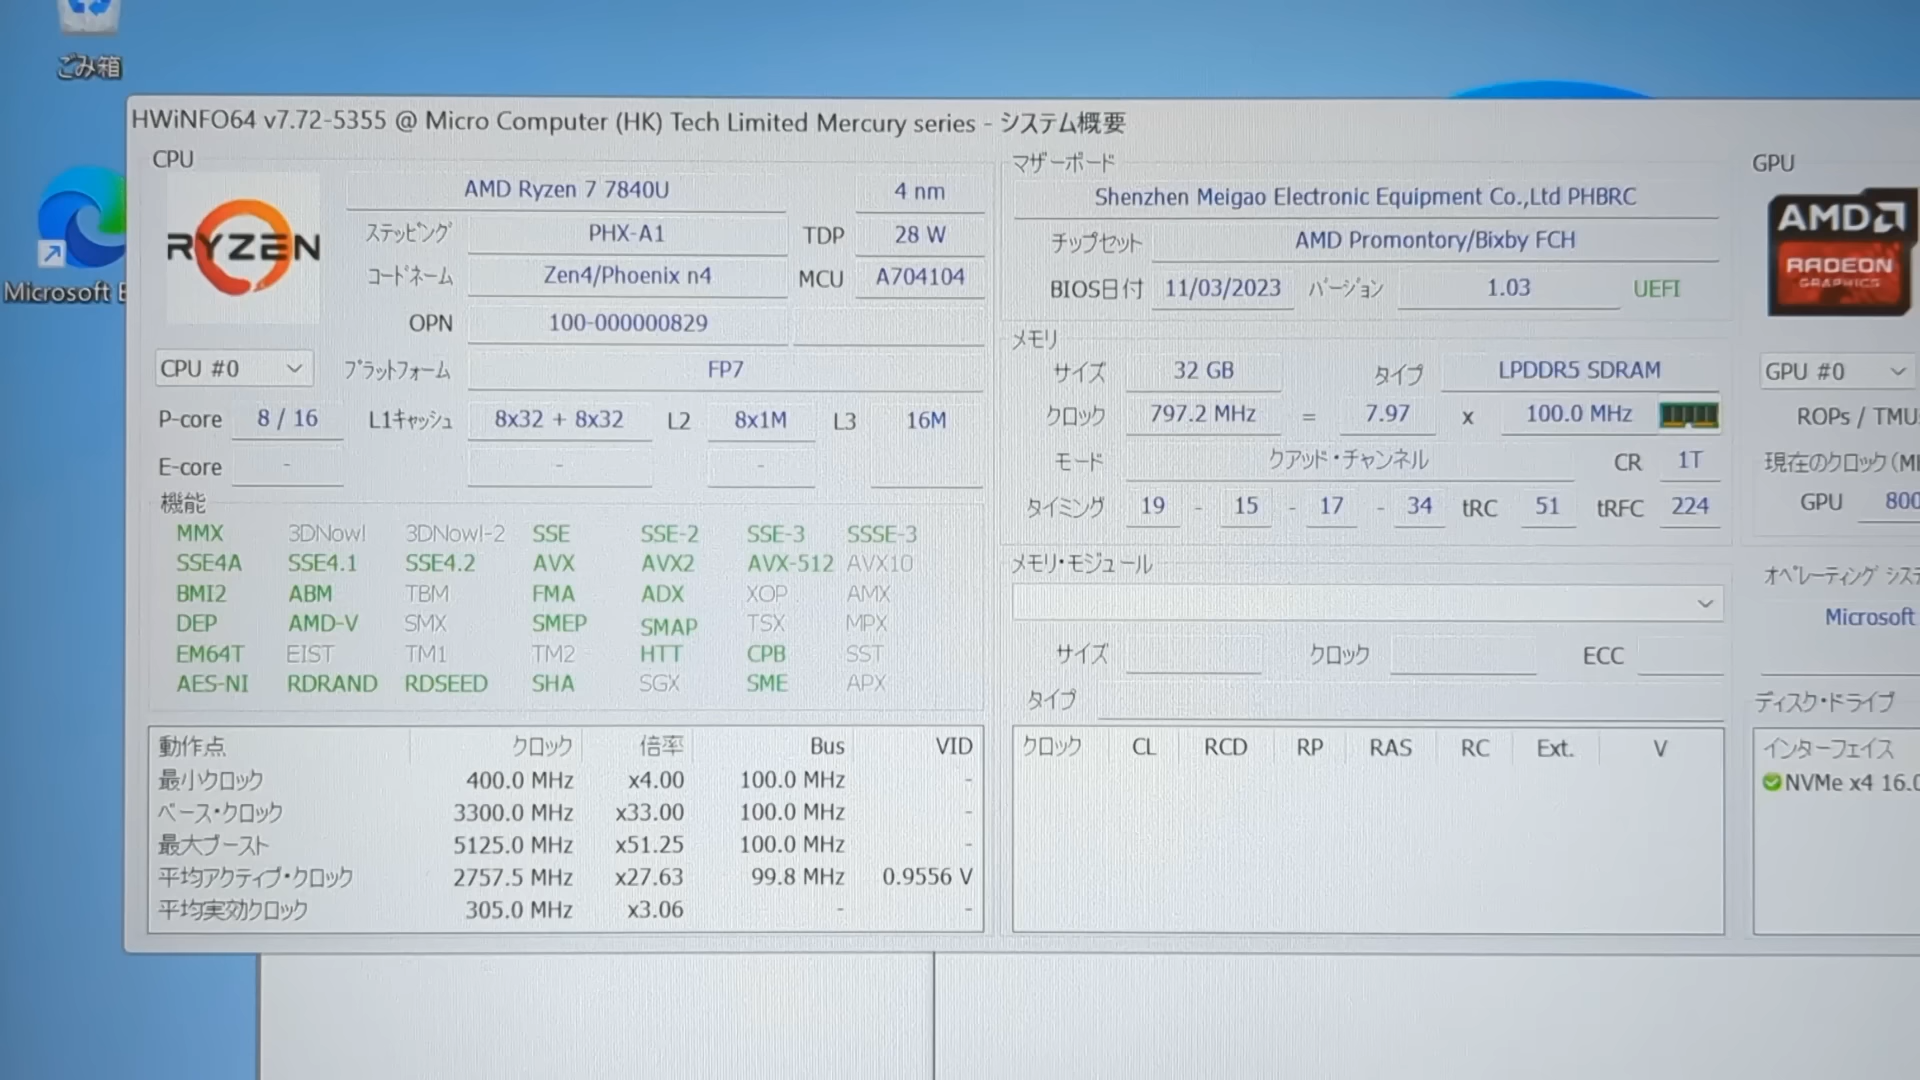 ごみ箱
Microsoft E
HWiNFO64 v7.72-5355 @ Micro Computer (HK) Tech Limited Mercury series - システム概要
CPU
RYZEN
AMD Ryzen 7 7840U
4 nm
ステッピング
PHX-A1
TDP
28 W
コードネーム
Zen4/Phoenix n4
MCU
A704104
OPN
100-000000829
CPU #0
プラットフォーム
FP7
P-core
8 / 16
L1キャッシュ
8x32 + 8x32
L2
8x1M
L3
16M
E-core
-
-
-
機能
MMX 3DNow! 3DNow!-2 SSE SSE-2 SSE-3 SSSE-3
SSE4A SSE4.1 SSE4.2 AVX AVX2 AVX-512 AVX10
BMI2 ABM TBM FMA ADX XOP AMX
DEP AMD-V SMX SMEP SMAP TSX MPX
EM64T EIST TM1 TM2 HTT CPB SST
AES-NI RDRAND RDSEED SHA SGX SME APX
動作点 クロック 倍率 Bus VID
最小クロック 400.0 MHz x4.00 100.0 MHz -
ベース・クロック 3300.0 MHz x33.00 100.0 MHz -
最大ブースト 5125.0 MHz x51.25 100.0 MHz -
平均アクティブ・クロック 2757.5 MHz x27.63 99.8 MHz 0.9556 V
平均実効クロック 305.0 MHz x3.06 - -
マザーボード
Shenzhen Meigao Electronic Equipment Co.,Ltd PHBRC
チップセット
AMD Promontory/Bixby FCH
BIOS日付 11/03/2023 バージョン 1.03 UEFI
メモリ
サイズ 32 GB タイプ LPDDR5 SDRAM
クロック 797.2 MHz = 7.97 x 100.0 MHz
モード クアッド・チャンネル CR 1T
タイミング 19 - 15 - 17 - 34 tRC 51 tRFC 224
メモリ・モジュール
サイズ クロック ECC
タイプ
クロック CL RCD RP RAS RC Ext. V
GPU
AMD
RADEON
GRAPHICS
GPU #0
ROPs / TMU
現在のクロック (M
GPU 800
オペレーティング シス
Microsoft
ディスク・ドライブ
インターフェイス
NVMe x4 16.0